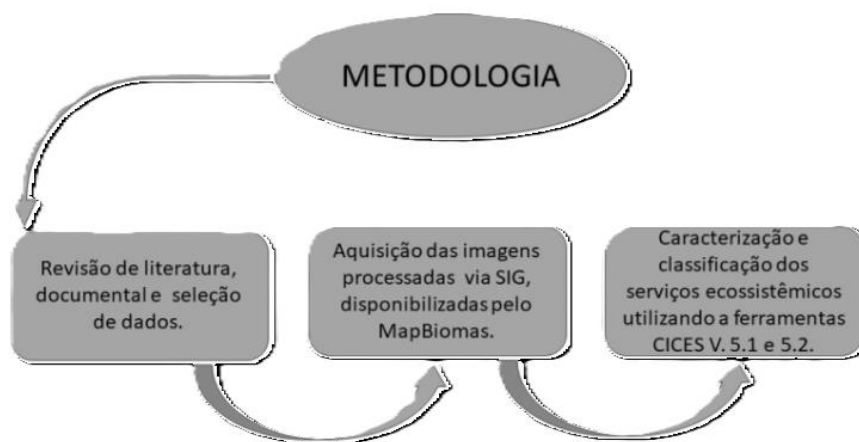 METODOLOGIA
Revisão de literatura,
documental e seleção
de dados.
Aquisição das imagens
processadas via SIG,
disponibilizadas pelo
MapBiomas.
Caracterização e
classificação dos
serviços ecossistêmicos
utilizando a ferramentas
CICES V. 5.1 e 5.2.